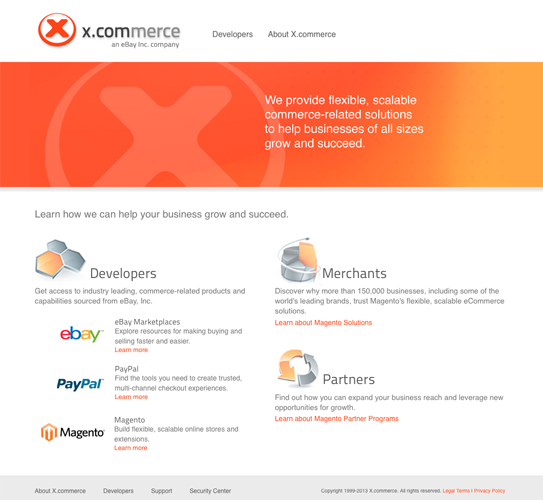 x.commerce
an eBay Inc. company
Developers About X.commerce
We provide flexible, scalable
commerce-related solutions
to help businesses of all sizes
grow and succeed.
Learn how we can help your business grow and succeed.
Developers
Get access to industry leading, commerce-related products and
capabilities sourced from eBay, Inc.
ebay
eBay Marketplaces
Explore resources for making buying and
selling faster and easier.
Learn more
PayPal
PayPal
Find the tools you need to create trusted,
multi-channel checkout experiences.
Learn more
Magento
Magento
Build flexible, scalable online stores and
extensions.
Learn more
Merchants
Discover why more than 150,000 businesses, including some of the
world's leading brands, trust Magento's flexible, scalable eCommerce
solutions.
Learn about Magento Solutions
Partners
Find out how you can expand your business reach and leverage new
opportunities for growth.
Learn about Magento Partner Programs
About X.commerce Developers Support Security Center
Copyright 1999-2013 X.commerce. All rights reserved. Legal Terms | Privacy Policy